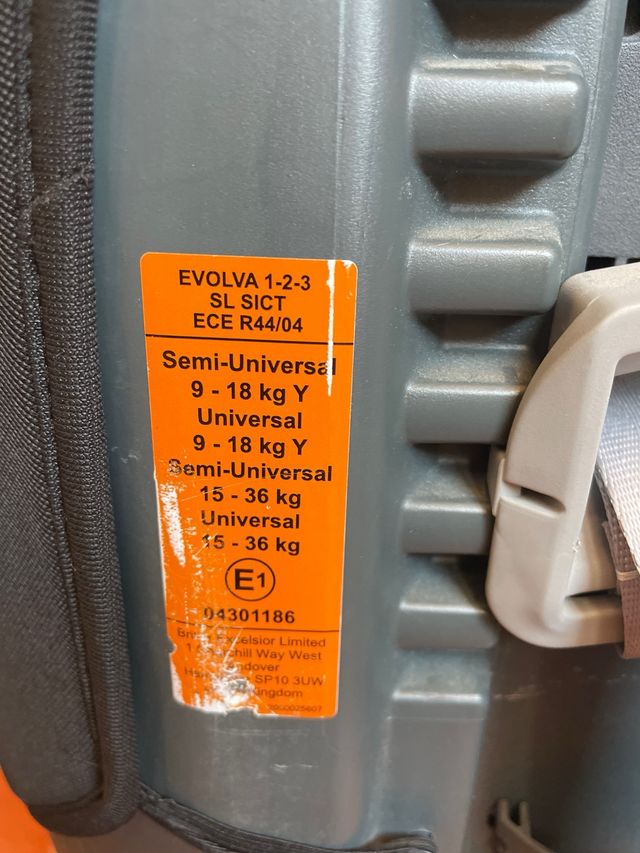 EVOLVA 1-2-3
SL SICT
ECE R44/04
Semi-Universal
9 - 18 kg Y
Universal
9 - 18 kg Y
Semi-Universal
15 - 36 kg
Universal
15 - 36 kg
E1
04301186
Excelsior Limited
Way West
Andover
SP10 3UW